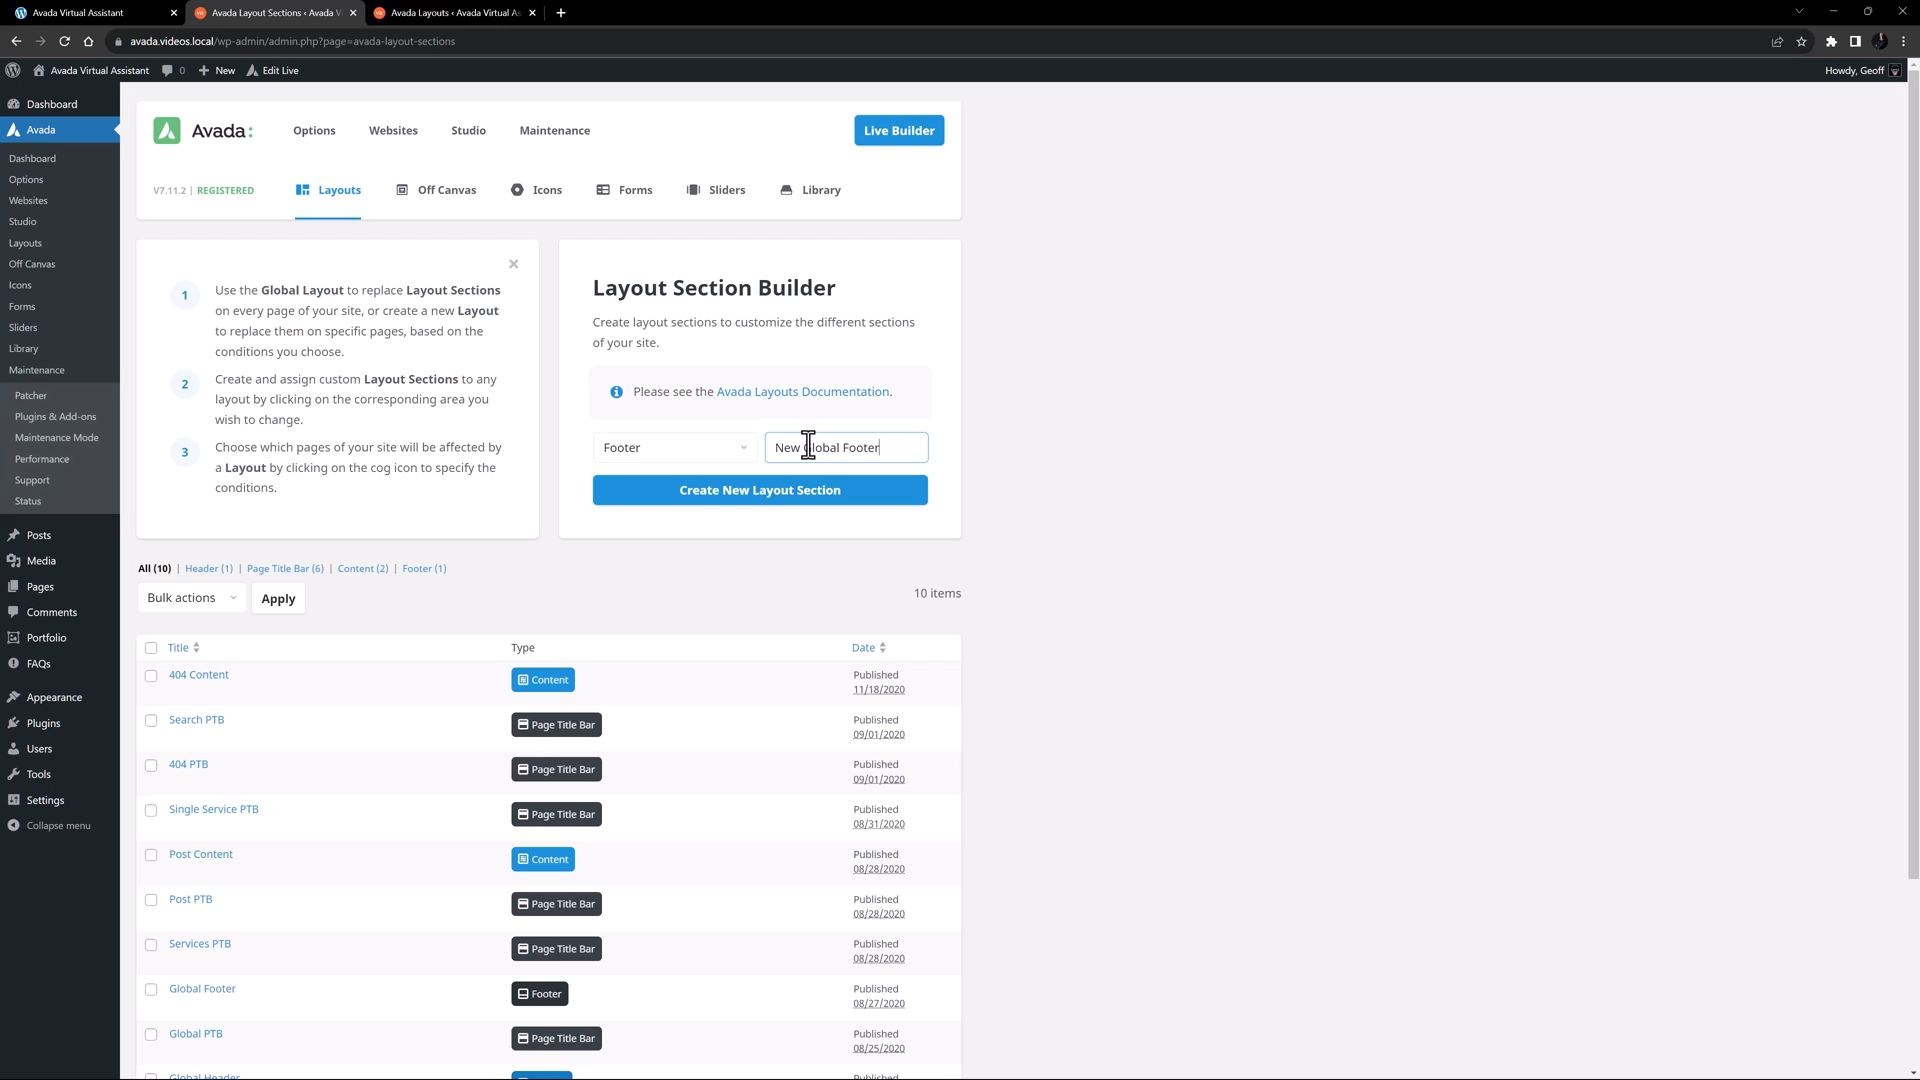 Avada Virtual Assistant
Avada Layout Sections ‹ Avada V
Avada Layouts ‹ Avada Virtual As
avada.videos.local/wp-admin/admin.php?page=avada-layout-sections
Avada Virtual Assistant
0
New
Edit Live
Howdy, Geoff
Dashboard
Avada
Dashboard
Options
Websites
Studio
Layouts
Off Canvas
Icons
Forms
Sliders
Library
Maintenance
Patcher
Plugins & Add-ons
Maintenance Mode
Performance
Support
Status
Posts
Media
Pages
Comments
Portfolio
FAQs
Appearance
Plugins
Users
Tools
Settings
Collapse menu
Avada:
Options
Websites
Studio
Maintenance
Live Builder
V7.11.2 | REGISTERED
Layouts
Off Canvas
Icons
Forms
Sliders
Library
1
Use the Global Layout to replace Layout Sections
on every page of your site, or create a new Layout
to replace them on specific pages, based on the
conditions you choose.
2
Create and assign custom Layout Sections to any
layout by clicking on the corresponding area you
wish to change.
3
Choose which pages of your site will be affected by
a Layout by clicking on the cog icon to specify the
conditions.
Layout Section Builder
Create layout sections to customize the different sections
of your site.
Please see the Avada Layouts Documentation.
Footer
New Global Footer
Create New Layout Section
All (10) | Header (1) | Page Title Bar (6) | Content (2) | Footer (1)
Bulk actions
Apply
10 items
Title
Type
Date
404 Content
Content
Published
11/18/2020
Search PTB
Page Title Bar
Published
09/01/2020
404 PTB
Page Title Bar
Published
09/01/2020
Single Service PTB
Page Title Bar
Published
08/31/2020
Post Content
Content
Published
08/28/2020
Post PTB
Page Title Bar
Published
08/28/2020
Services PTB
Page Title Bar
Published
08/28/2020
Global Footer
Footer
Published
08/27/2020
Global PTB
Page Title Bar
Published
08/25/2020
Global Header
Published